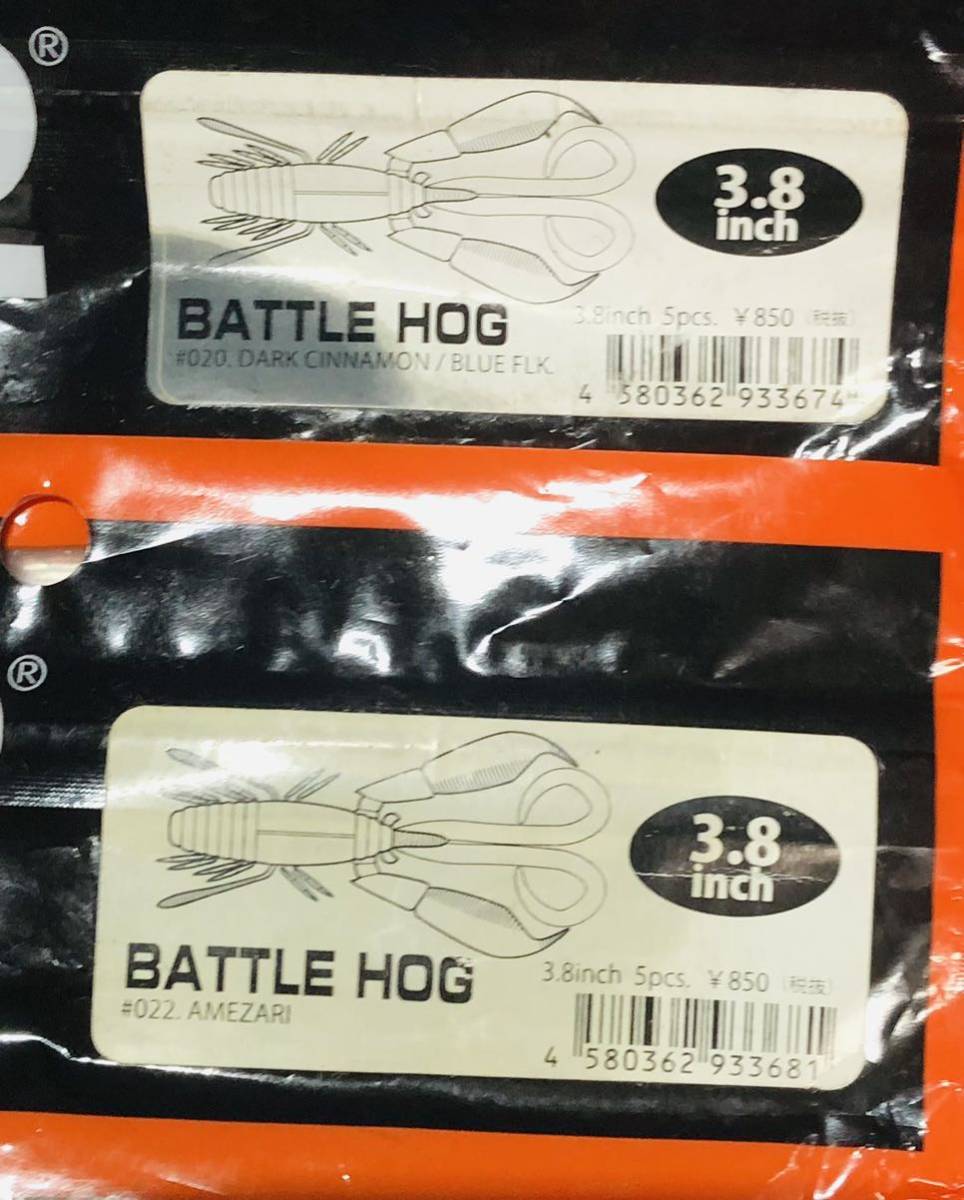 ®
3.8
inch
BATTLE HOG
3.8inch 5pcs. ¥850 (税抜)
#020. DARK CINNAMON / BLUE FLK.
4 580362 933674
®
3.8
inch
BATTLE HOG
3.8inch 5pcs. ¥850 (税抜)
#022. AMEZARI
4 580362 933681